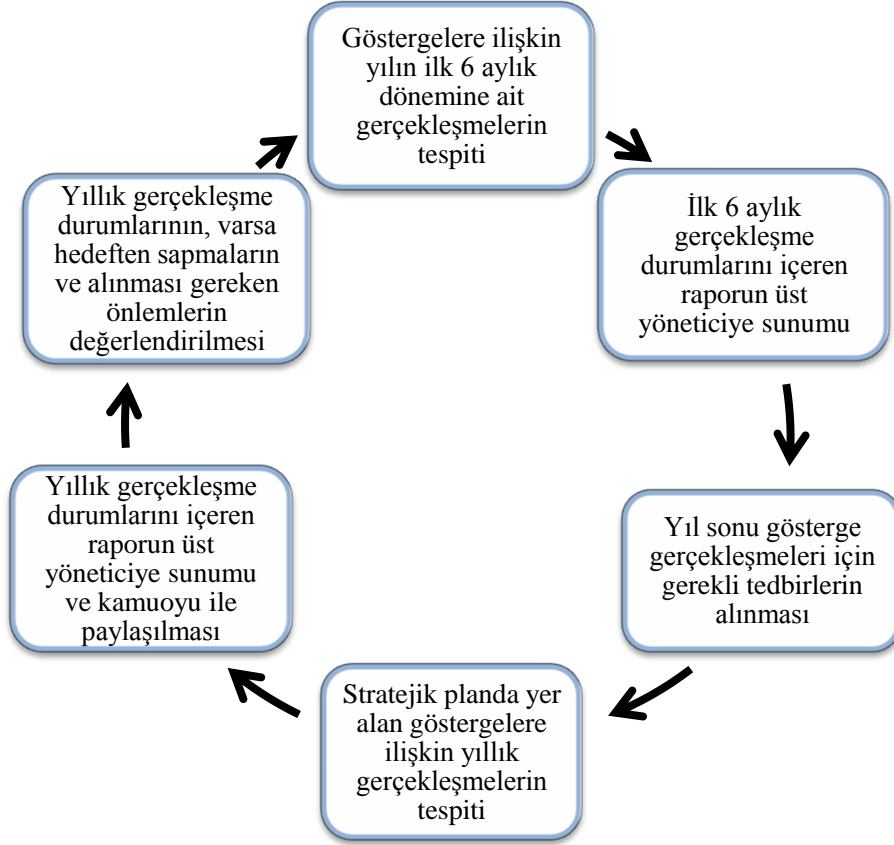 Göstergelere ilişkin
yılın ilk 6 aylık
dönemine ait
gerçekleşmelerin
tespiti
İlk 6 aylık
gerçekleşme
durumlarını içeren
raporun üst
yöneticiye sunumu
Yıl sonu gösterge
gerçekleşmeleri için
gerekli tedbirlerin
alınması
Stratejik planda yer
alan göstergelere
ilişkin yıllık
gerçekleşmelerin
tespiti
Yıllık gerçekleşme
durumlarını içeren
raporun üst
yöneticiye sunumu
ve kamuoyu ile
paylaşılması
Yıllık gerçekleşme
durumlarının, varsa
hedeften sapmaların
ve alınması gereken
önlemlerin
değerlendirilmesi